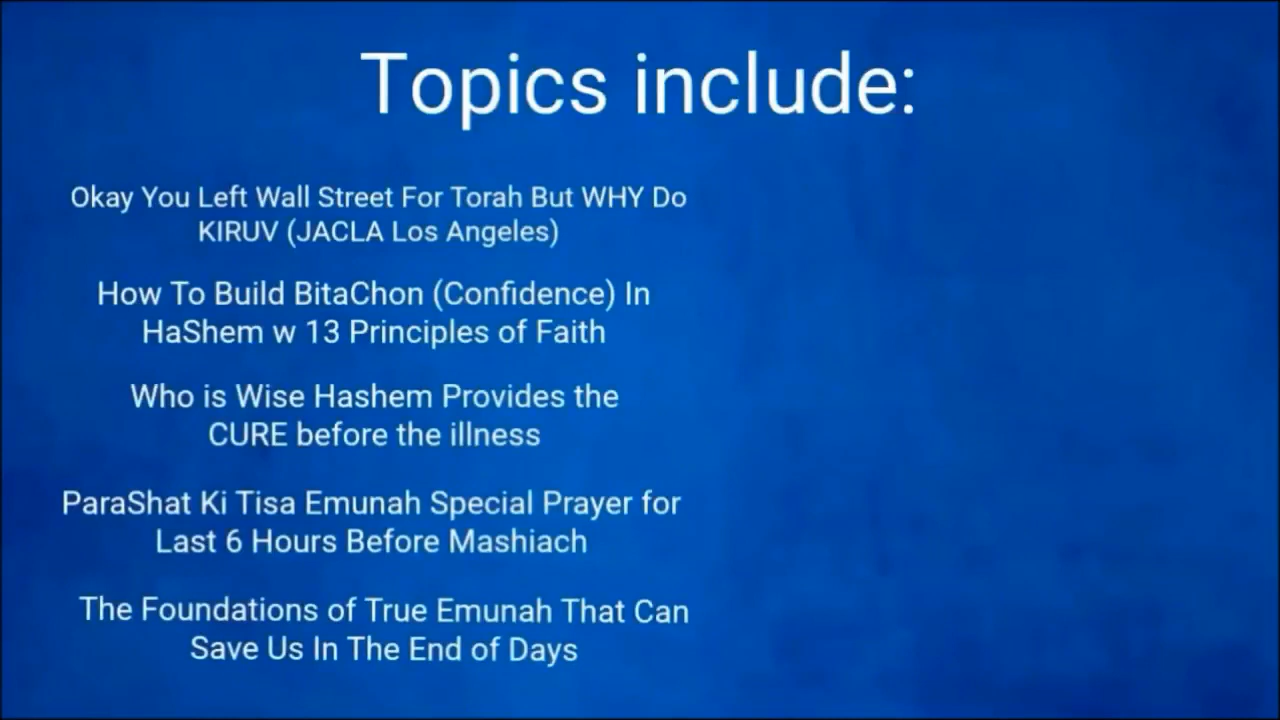 Topics include:
Okay You Left Wall Street For Torah But WHY Do
KIRUV (JACLA Los Angeles)
How To Build BitaChon (Confidence) In
HaShem w 13 Principles of Faith
Who is Wise Hashem Provides the
CURE before the illness
ParaShat Ki Tisa Emunah Special Prayer for
Last 6 Hours Before Mashiach
The Foundations of True Emunah That Can
Save Us In The End of Days